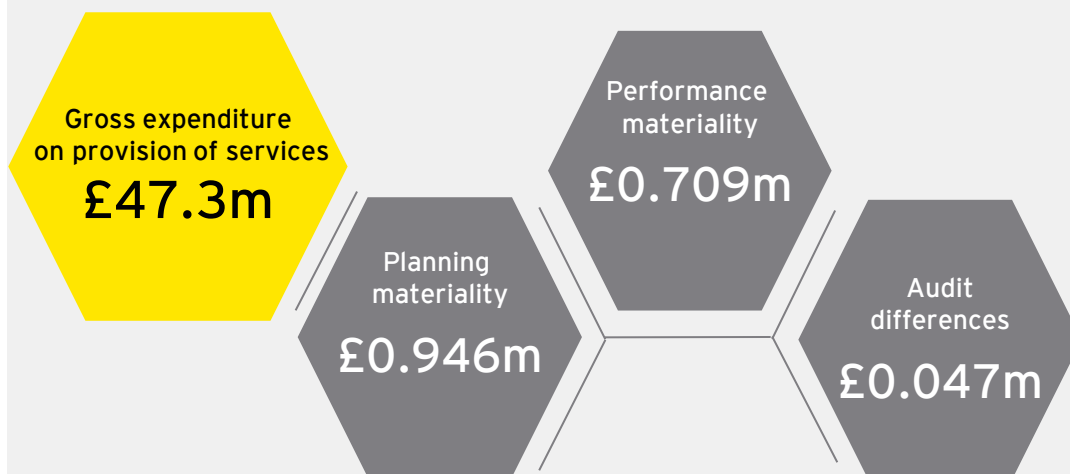 Gross expenditure
on provision of services
£47.3m
Planning
materiality
£0.946m
Performance
materiality
£0.709m
Audit
differences
£0.047m